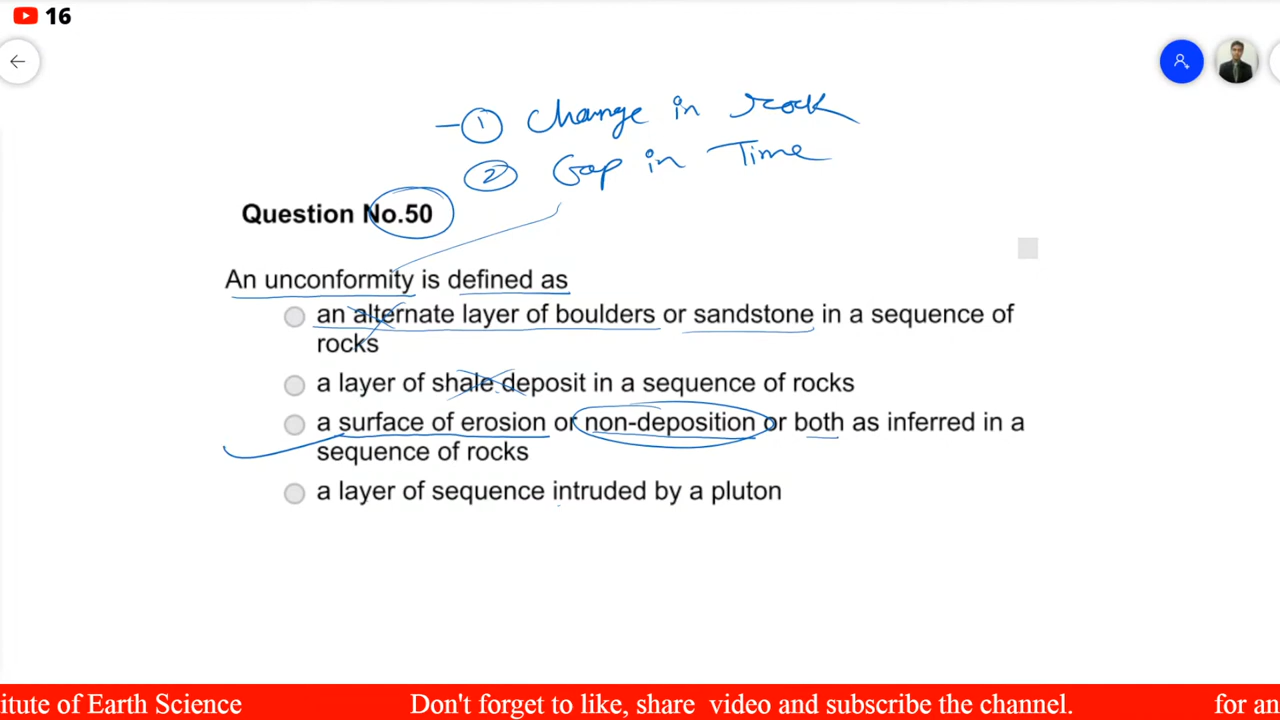 16
① Change in rock
② Gap in Time
Question No.50
An unconformity is defined as
an alternate layer of boulders or sandstone in a sequence of
rocks
a layer of shale deposit in a sequence of rocks
a surface of erosion or non-deposition or both as inferred in a
sequence of rocks
a layer of sequence intruded by a pluton
itute of Earth Science Don't forget to like, share video and subscribe the channel. for an